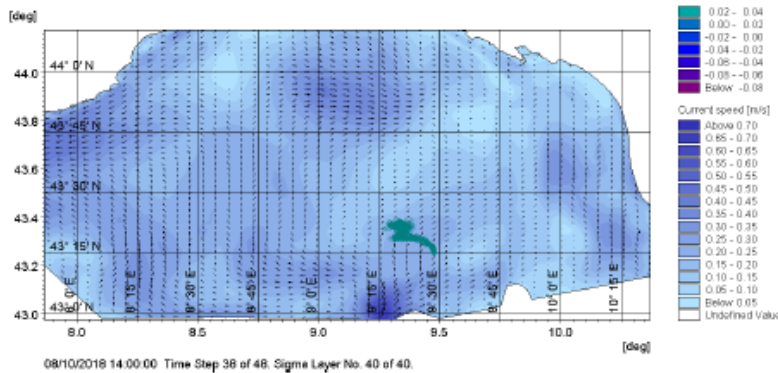 [deg]
44.0
43.8
43.6
43.4
43.2
43.0
44° 0' N
43° 45' N
43° 30' N
43° 15' N
43° 0' N
8° 0' E
8° 15' E
8° 30' E
8° 45' E
9° 0' E
9° 15' E
9° 30' E
9° 45' E
10° 0' E
10° 15' E
8.0
8.5
9.0
9.5
10.0
[deg]
08/10/2018 14:00:00 Time Step 36 of 48. Sigma Layer No. 40 of 40.
0.02 - 0.04
0.00 - 0.02
-0.02 - 0.00
-0.04 - -0.02
-0.06 - -0.04
-0.08 - -0.06
Below -0.08
Current speed [m/s]
Above 0.70
0.65 - 0.70
0.60 - 0.65
0.55 - 0.60
0.50 - 0.55
0.45 - 0.50
0.40 - 0.45
0.35 - 0.40
0.30 - 0.35
0.25 - 0.30
0.20 - 0.25
0.15 - 0.20
0.10 - 0.15
0.05 - 0.10
Below 0.05
Undefined Value